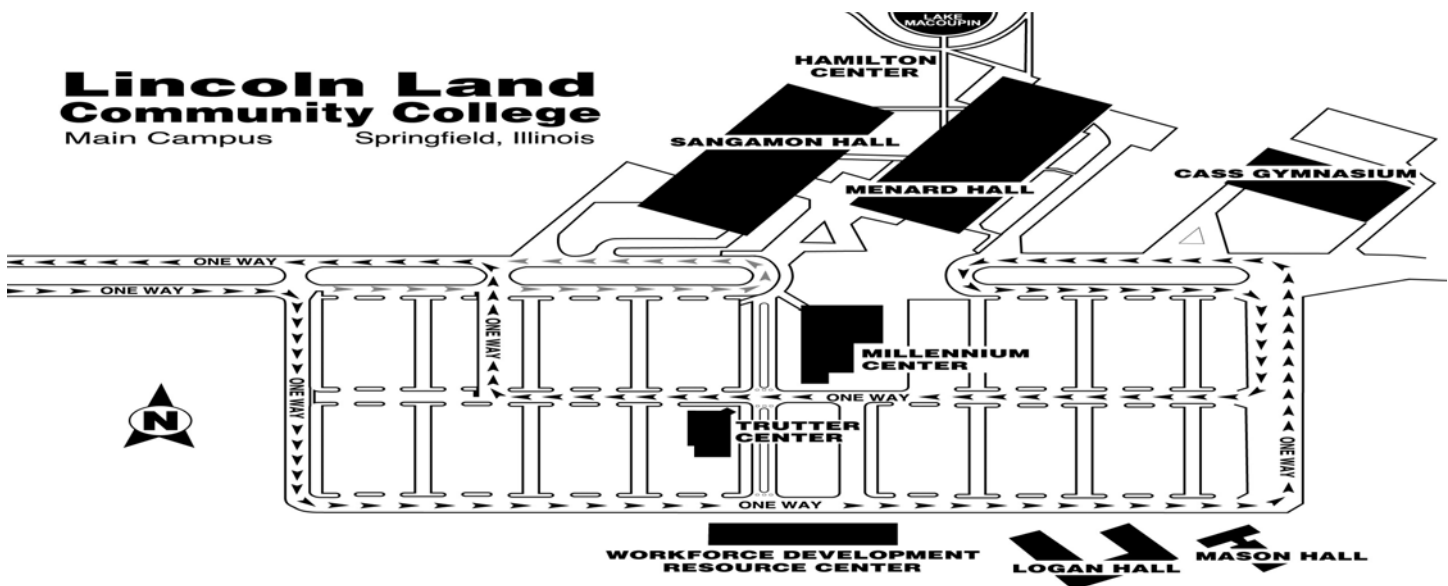 LAKE
MACOUPIN
HAMILTON
CENTER
Lincoln Land
Community College
Main Campus Springfield, Illinois
SANGAMON HALL
MENARD HALL
CASS GYMNASIUM
ONE WAY
ONE WAY
ONE WAY
MILLENNIUM
CENTER
ONE WAY
ONE WAY
N
TRUTTER
CENTER
ONE WAY
ONE WAY
WORKFORCE DEVELOPMENT
RESOURCE CENTER
LOGAN HALL
MASON HALL